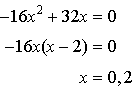 -16x² + 32x = 0
-16x(x - 2) = 0
x = 0, 2